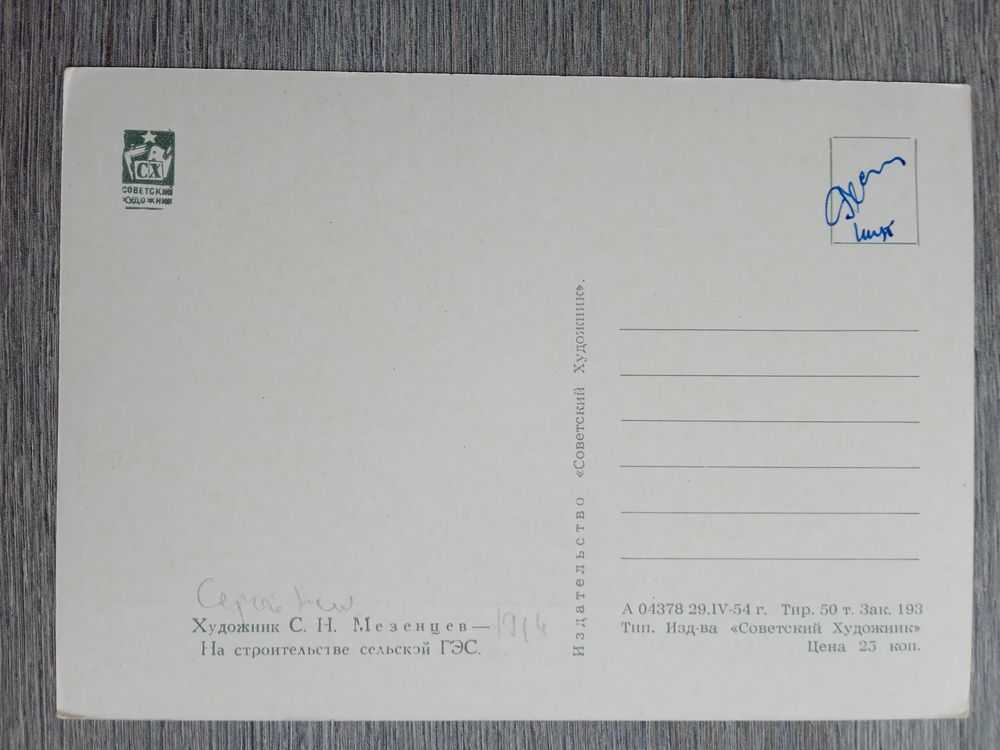 СХ
СОВЕТСКИЙ
ХУДОЖНИК
Издательство «Советский Художник».
Сергей
Художник С. Н. Мезенцев—
На строительстве сельской ГЭС.
А 04378 29.IV-54 г. Тир. 50 т. Зак. 193
Тип. Изд-ва «Советский Художник»
Цена 25 коп.